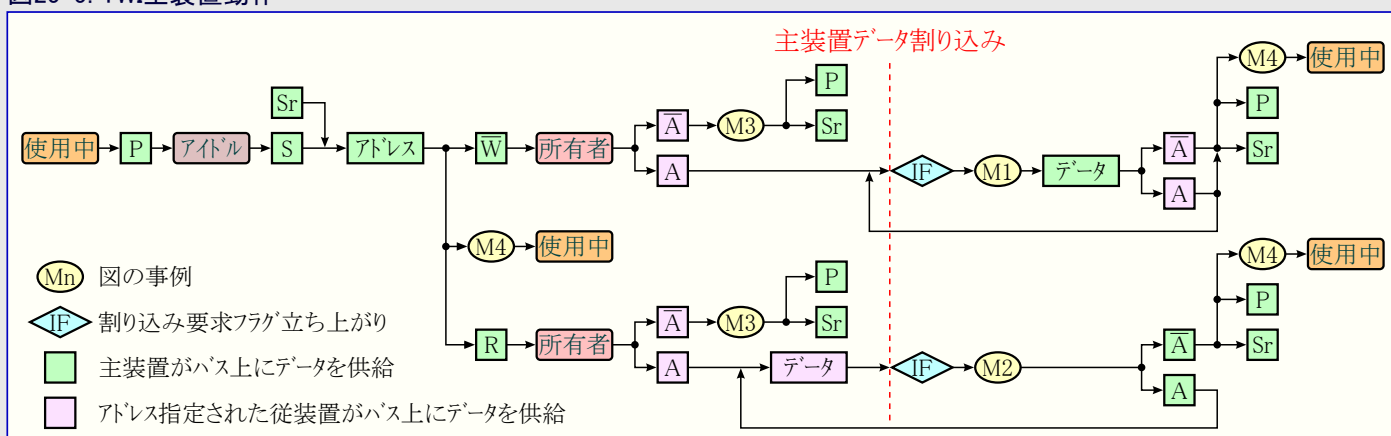 主装置データ割り込み
M4 使用中
P
Sr
使用中 P アイドル S アドレス W̅ 所有者 A̅ M3 P
Sr
A IF M1 データ A̅ Sr
A
M4 使用中
M4 使用中
P
Sr
R 所有者 A̅ M3 P
Sr
A データ IF M2 A̅
A
Mn 図の事例
IF 割り込み要求フラグ立ち上がり
主装置がバス上にデータを供給
アドレス指定された従装置がバス上にデータを供給